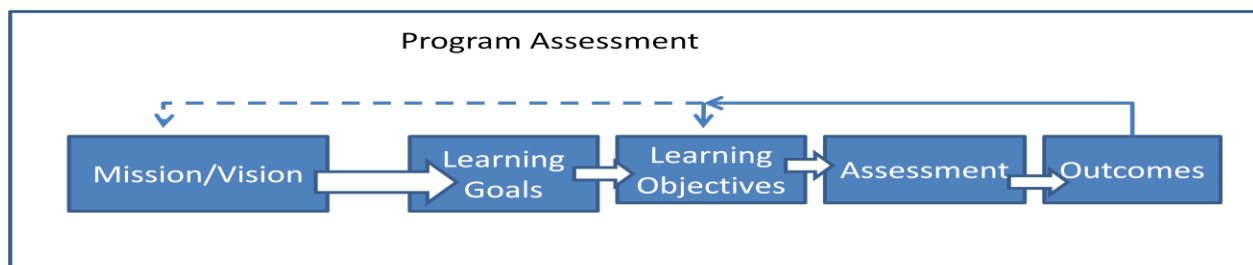 Program Assessment
Mission/Vision
Learning
Goals
Learning
Objectives
Assessment
Outcomes